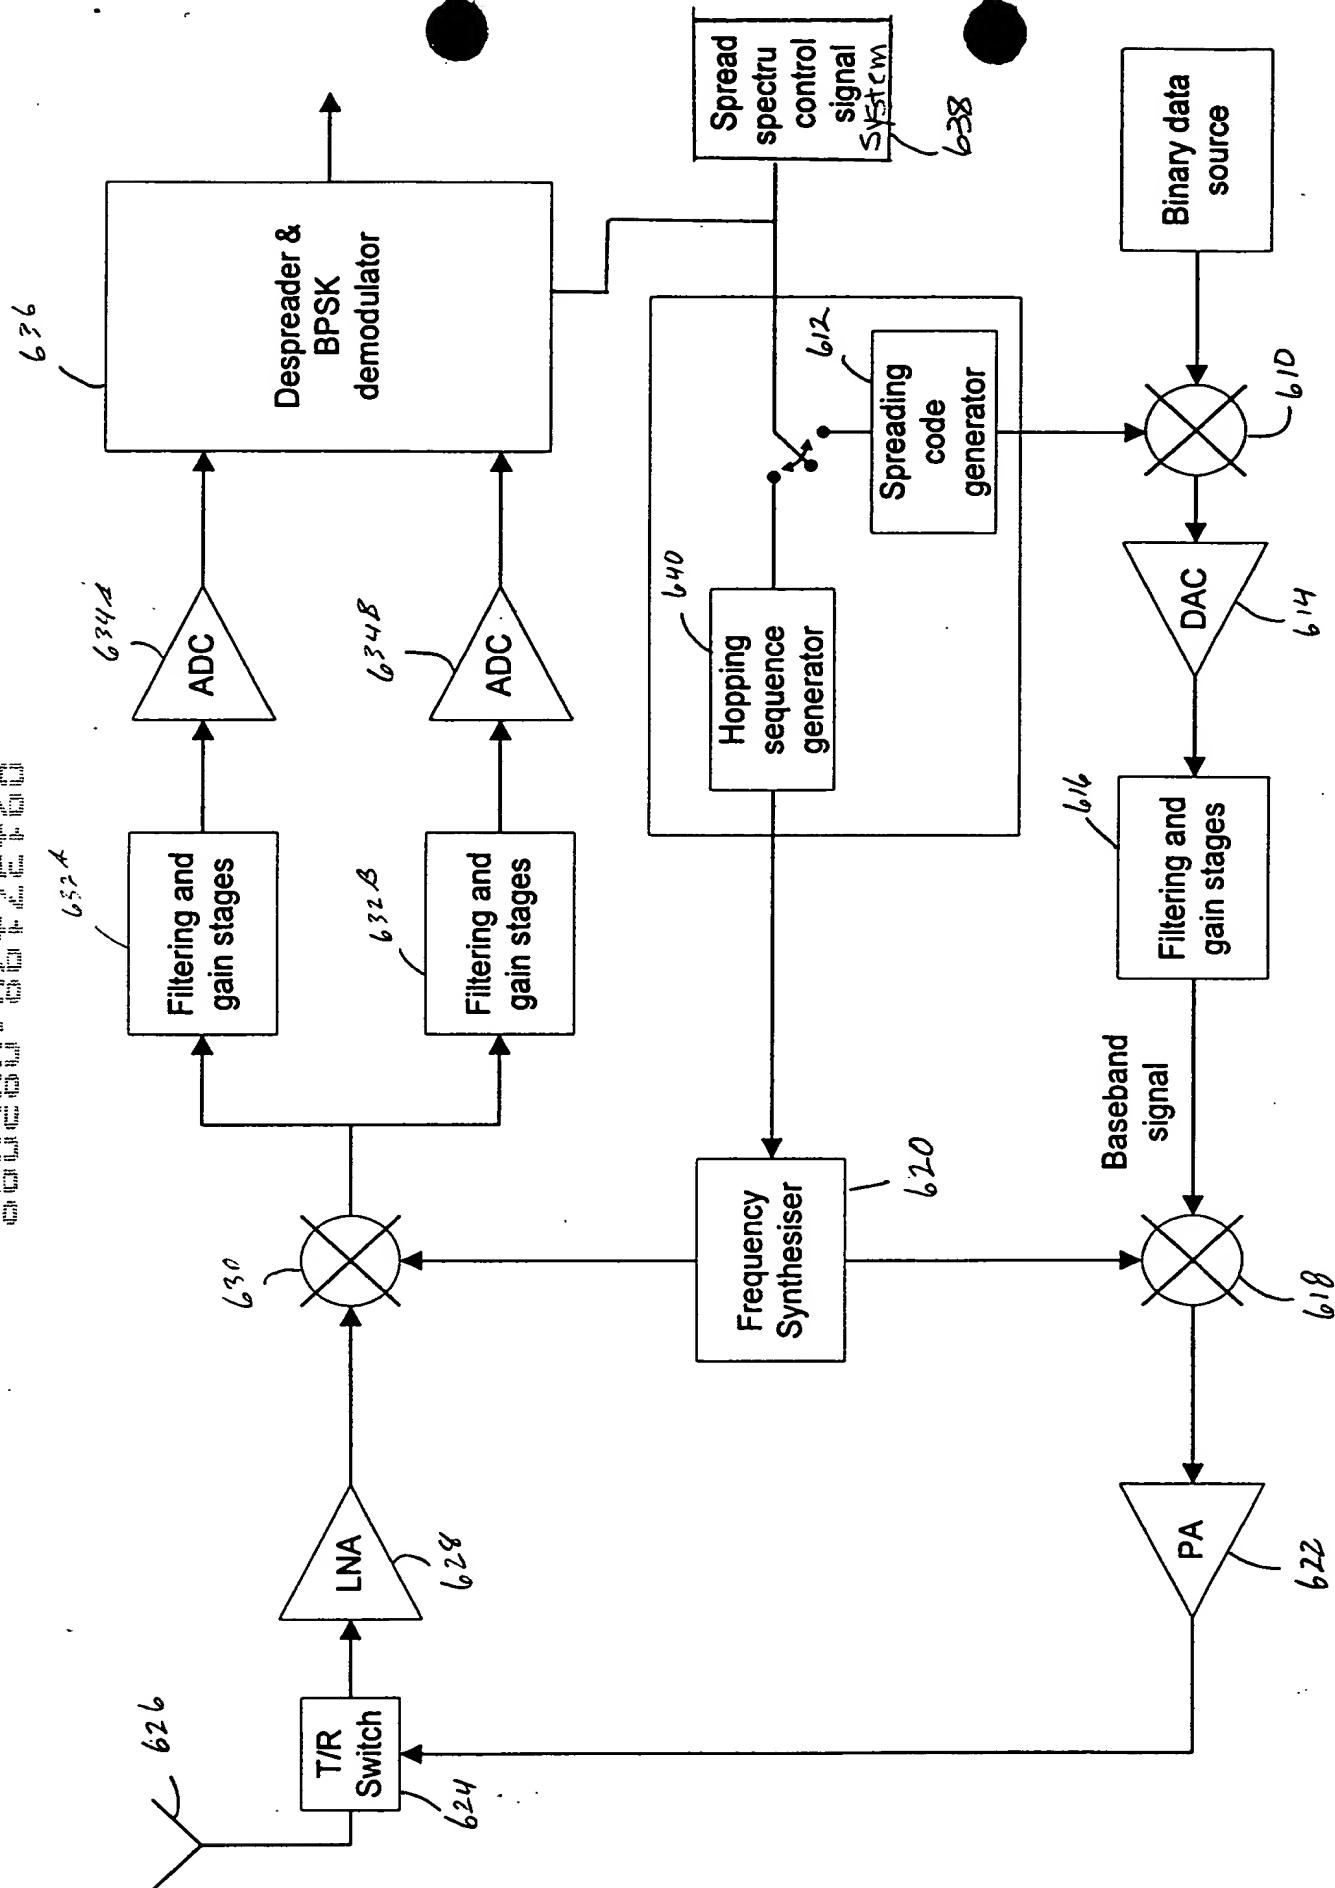 636
Despreader &
BPSK
demodulator
Spread
spectru
control
signal
system
638
634A
ADC
634B
ADC
632A
Filtering and
gain stages
632B
Filtering and
gain stages
630
628
LNA
626
T/R
Switch
624
640
Hopping
sequence
generator
612
Spreading
code
generator
620
Frequency
Synthesiser
Binary data
source
610
DAC
614
616
Filtering and
gain stages
Baseband
signal
618
PA
622